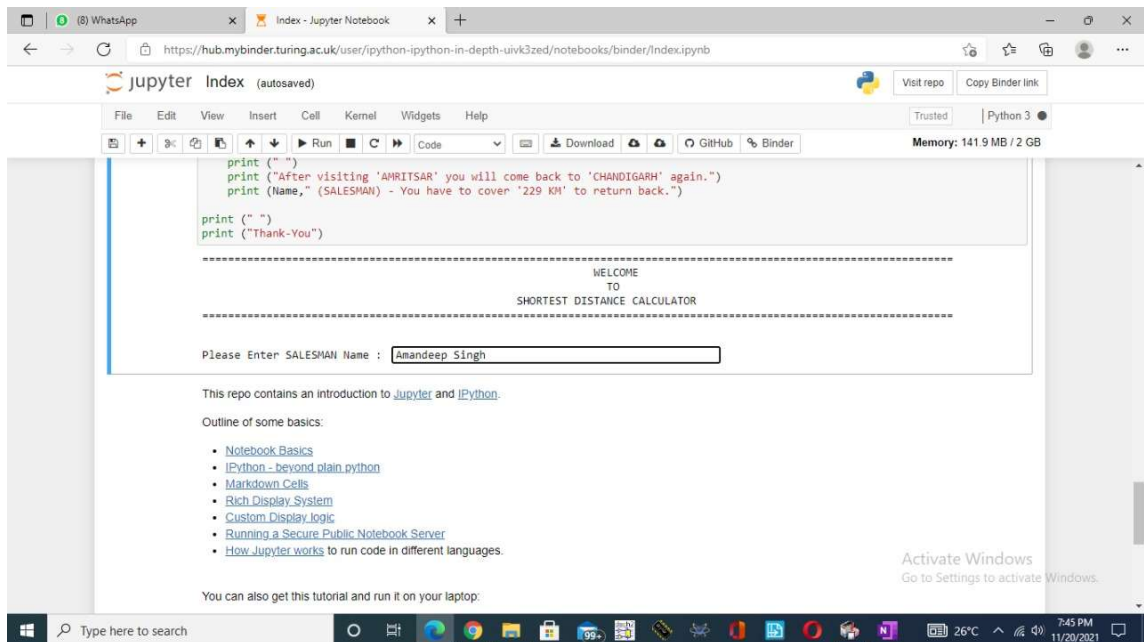 (8) WhatsApp
Index - Jupyter Notebook
https://hub.mybinder.turing.ac.uk/user/ipython-ipython-in-depth-uivk3zed/notebooks/binder/Index.ipynb
jupyter Index (autosaved)
Visit repo Copy Binder link
File Edit View Insert Cell Kernel Widgets Help
Trusted Python 3
Run Code Download GitHub Binder
Memory: 141.9 MB / 2 GB
print (" ")
print ("After visiting 'AMRITSAR' you will come back to 'CHANDIGARH' again.")
print (Name," (SALESMAN) - You have to cover '229 KM' to return back.")
print (" ")
print ("Thank-You")
WELCOME
TO
SHORTEST DISTANCE CALCULATOR
Please Enter SALESMAN Name : Amandeep Singh
This repo contains an introduction to Jupyter and IPython.
Outline of some basics:
• Notebook Basics
• IPython - beyond plain python
• Markdown Cells
• Rich Display System
• Custom Display logic
• Running a Secure Public Notebook Server
• How Jupyter works to run code in different languages.
You can also get this tutorial and run it on your laptop:
Activate Windows
Go to Settings to activate Windows.
Type here to search
99+
26°C
7:45 PM
11/20/2021